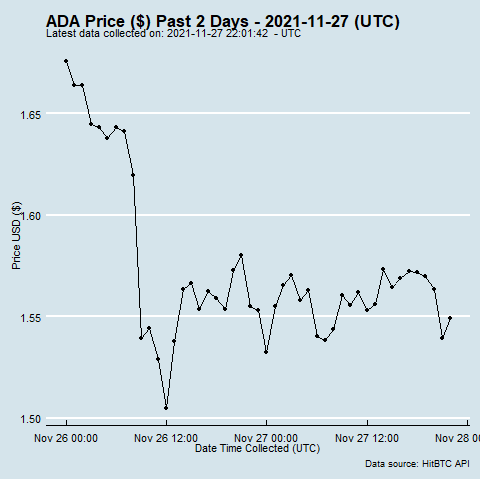 ADA Price ($) Past 2 Days - 2021-11-27 (UTC)
Latest data collected on: 2021-11-27 22:01:42 - UTC
Price USD ($)
1.65
1.60
1.55
1.50
Nov 26 00:00 Nov 26 12:00 Nov 27 00:00 Nov 27 12:00 Nov 28 0
Date Time Collected (UTC)
Data source: HitBTC API